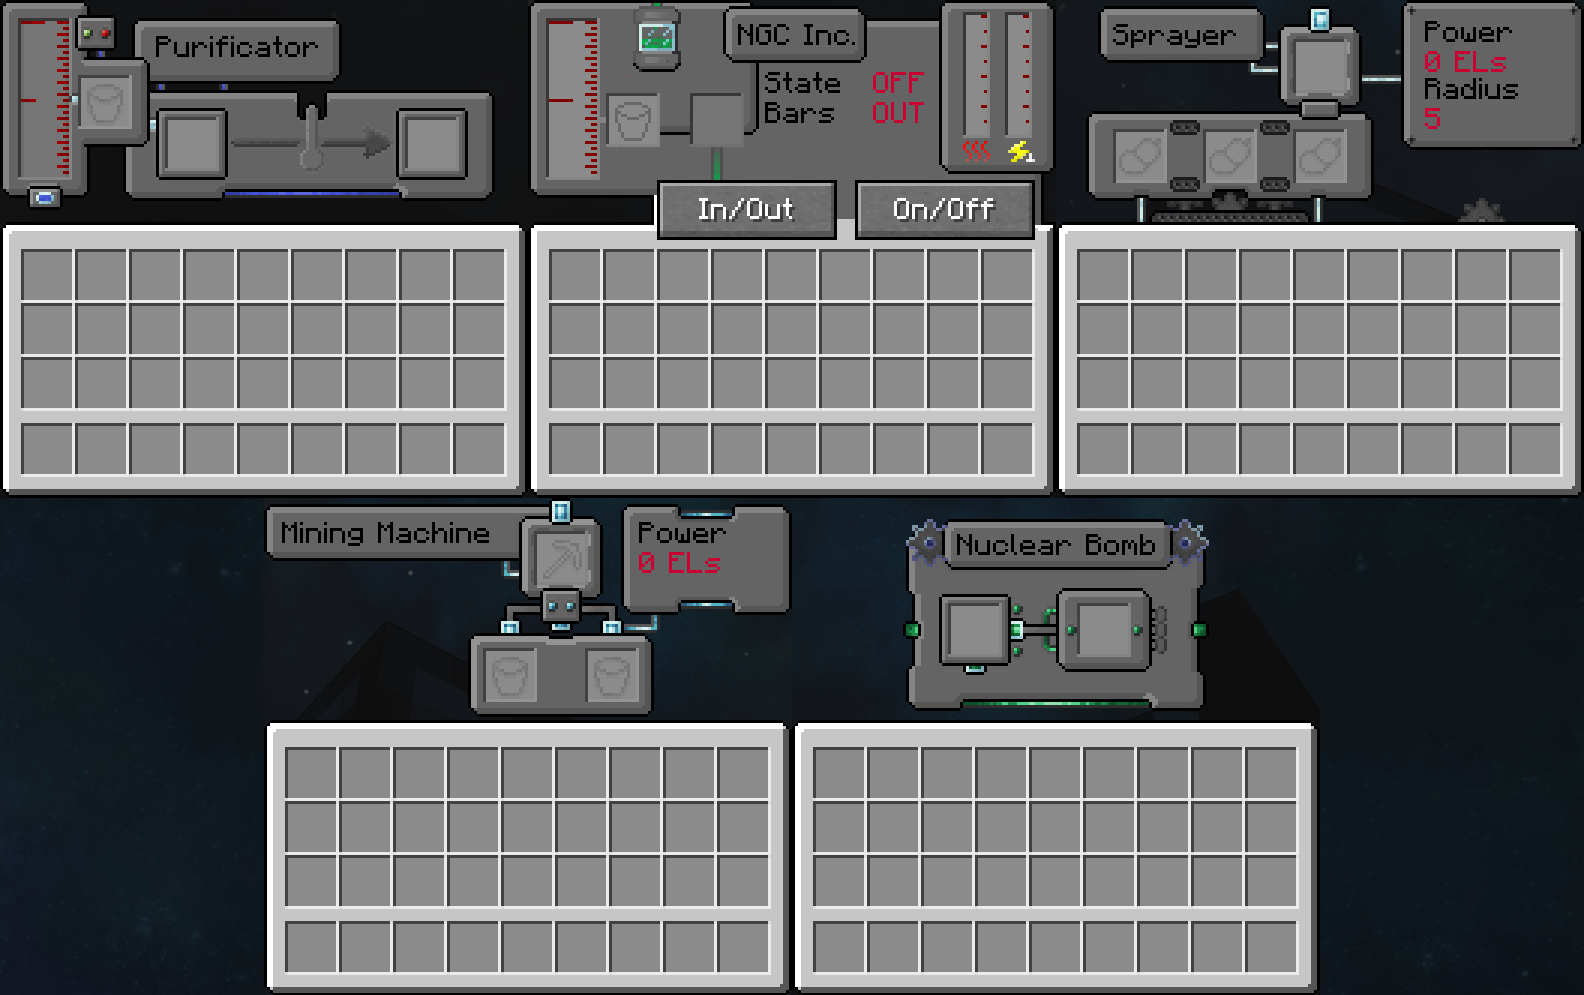 Purificator
NGC Inc.
State OFF
Bars OUT
In/Out
On/Off
Sprayer
Power
0 ELs
Radius
5
Mining Machine
Power
0 ELs
Nuclear Bomb